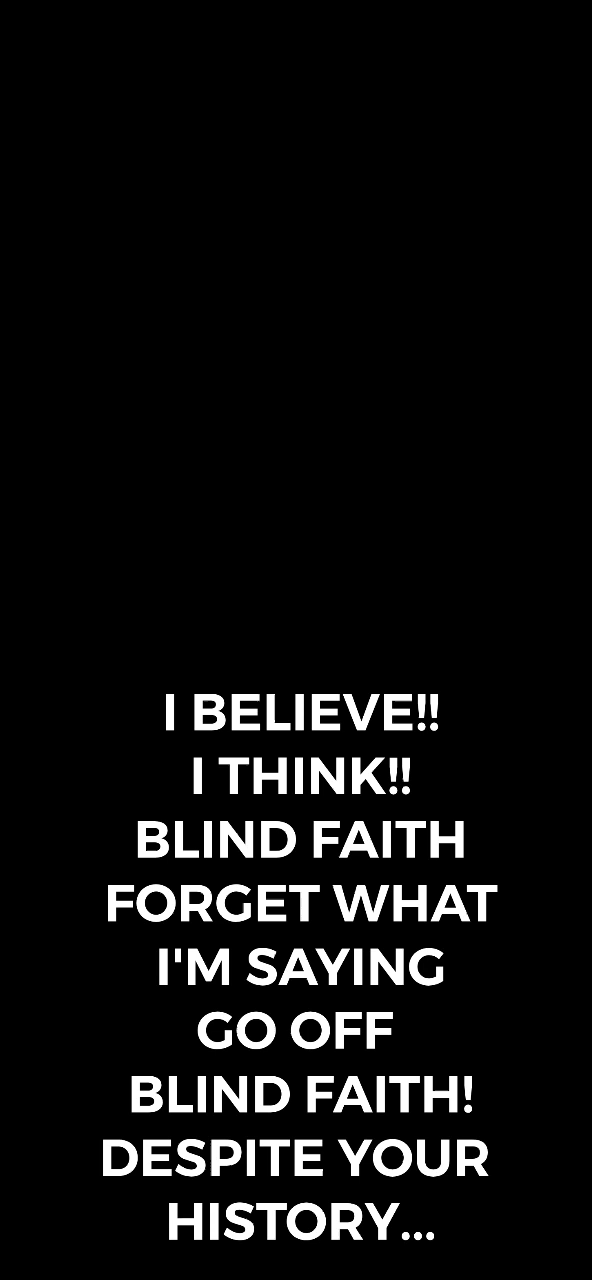 I BELIEVE!!
I THINK!!
BLIND FAITH
FORGET WHAT
I'M SAYING
GO OFF
BLIND FAITH!
DESPITE YOUR
HISTORY...